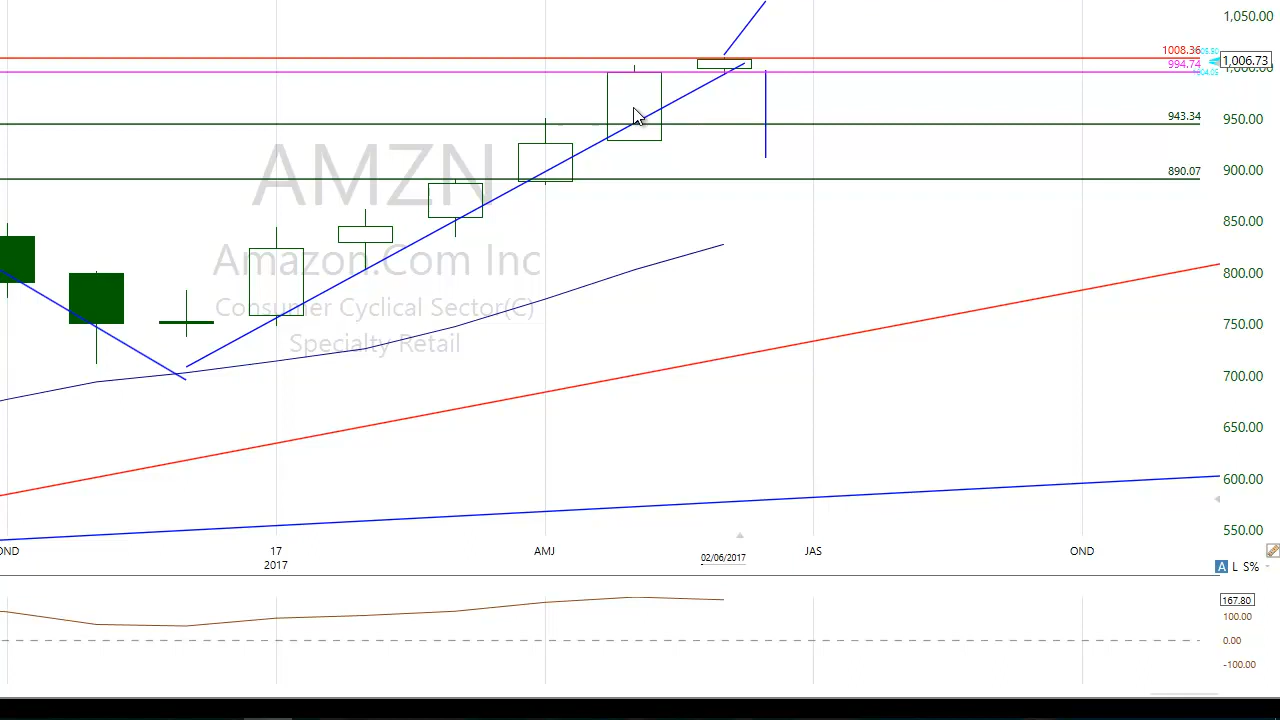 1,050.00
1008.36
994.74
1,006.73
950.00
943.34
900.00
890.07
AMZN
850.00
Amazon.Com Inc
800.00
Consumer Cyclical Sector(C)
750.00
Specialty Retail
700.00
650.00
600.00
550.00
OND
17
2017
AMJ
02/06/2017
JAS
OND
A L S%
167.80
100.00
0.00
-100.00